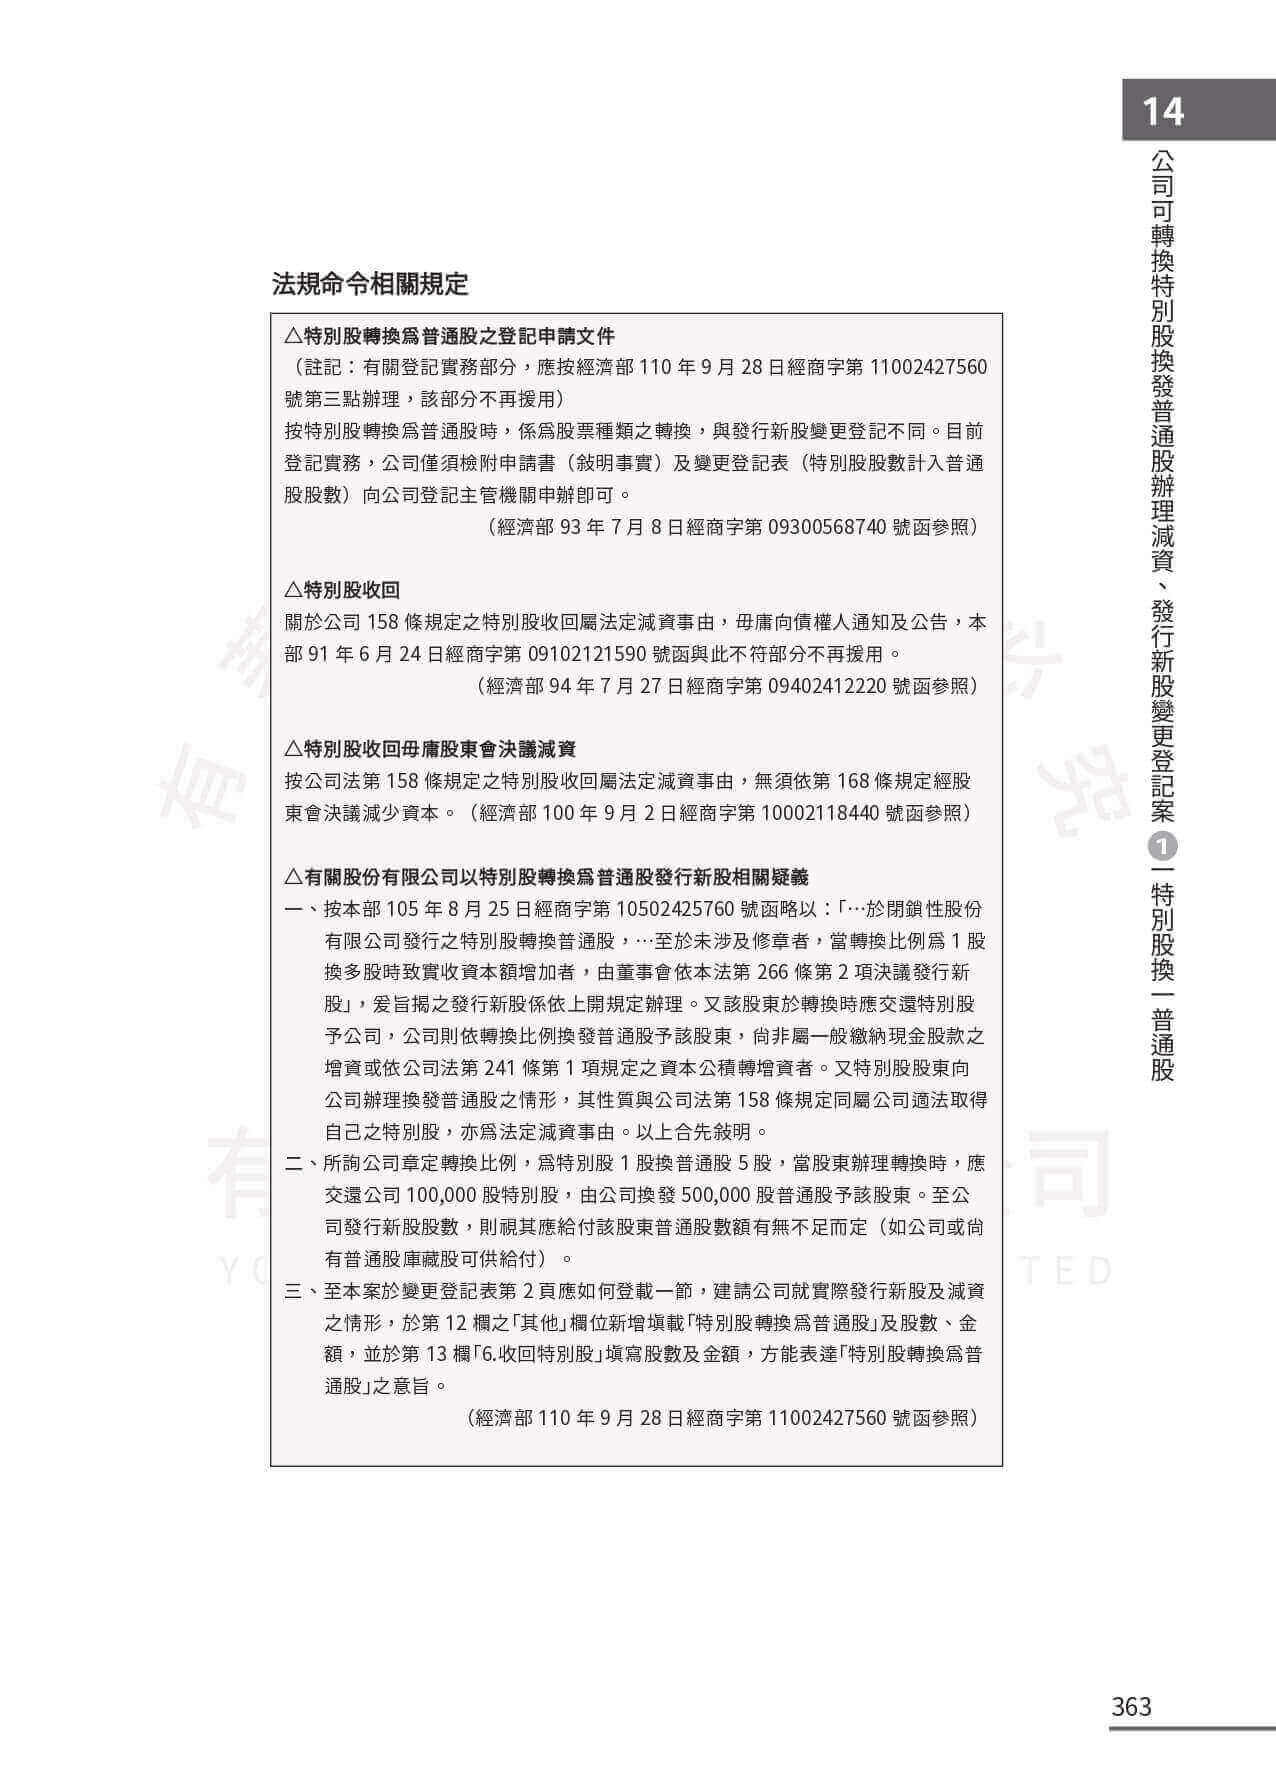 14
公司可轉換特別股換發普通股辦理減資、發行新股變更登記案 1 一特別股換一普通股
法規命令相關規定
△特別股轉換為普通股之登記申請文件
（註記：有關登記實務部分，應按經濟部 110 年 9 月 28 日經商字第 11002427560
號第三點辦理，該部分不再援用）
按特別股轉換為普通股時，係為股票種類之轉換，與發行新股變更登記不同。目前
登記實務，公司僅須檢附申請書（敍明事實）及變更登記表（特別股股數計入普通
股股數）向公司登記主管機關申辦即可。
（經濟部 93 年 7 月 8 日經商字第 09300568740 號函參照）
△特別股收回
關於公司 158 條規定之特別股收回屬法定減資事由，毋庸向債權人通知及公告，本
部 91 年 6 月 24 日經商字第 09102121590 號函與此不符部分不再援用。
（經濟部 94 年 7 月 27 日經商字第 09402412220 號函參照）
△特別股收回毋庸股東會決議減資
按公司法第 158 條規定之特別股收回屬法定減資事由，無須依第 168 條規定經股
東會決議減少資本。（經濟部 100 年 9 月 2 日經商字第 10002118440 號函參照）
△有關股份有限公司以特別股轉換為普通股發行新股相關疑義
一、按本部 105 年 8 月 25 日經商字第 10502425760 號函略以：「…於閉鎖性股份
有限公司發行之特別股轉換普通股，…至於未涉及修章者，當轉換比例為 1 股
換多股時致實收資本額增加者，由董事會依本法第 266 條第 2 項決議發行新
股」，爰旨揭之發行新股係依上開規定辦理。又該股東於轉換時應交還特別股
予公司，公司則依轉換比例換發普通股予該股東，尚非屬一般繳納現金股款之
增資或依公司法第 241 條第 1 項規定之資本公積轉增資者。又特別股股東向
公司辦理換發普通股之情形，其性質與公司法第 158 條規定同屬公司適法取得
自己之特別股，亦為法定減資事由。以上合先敍明。
二、所詢公司章定轉換比例，為特別股 1 股換普通股 5 股，當股東辦理轉換時，應
交還公司 100,000 股特別股，由公司換發 500,000 股普通股予該股東。至公
司發行新股股數，則視其應給付該股東普通股數額有無不足而定（如公司或尚
有普通股庫藏股可供給付）。
三、至本案於變更登記表第 2 頁應如何登載一節，建請公司就實際發行新股及減資
之情形，於第 12 欄之「其他」欄位新增填載「特別股轉換為普通股」及股數、金
額，並於第 13 欄「6.收回特別股」填寫股數及金額，方能表達「特別股轉換為普
通股」之意旨。
（經濟部 110 年 9 月 28 日經商字第 11002427560 號函參照）
363